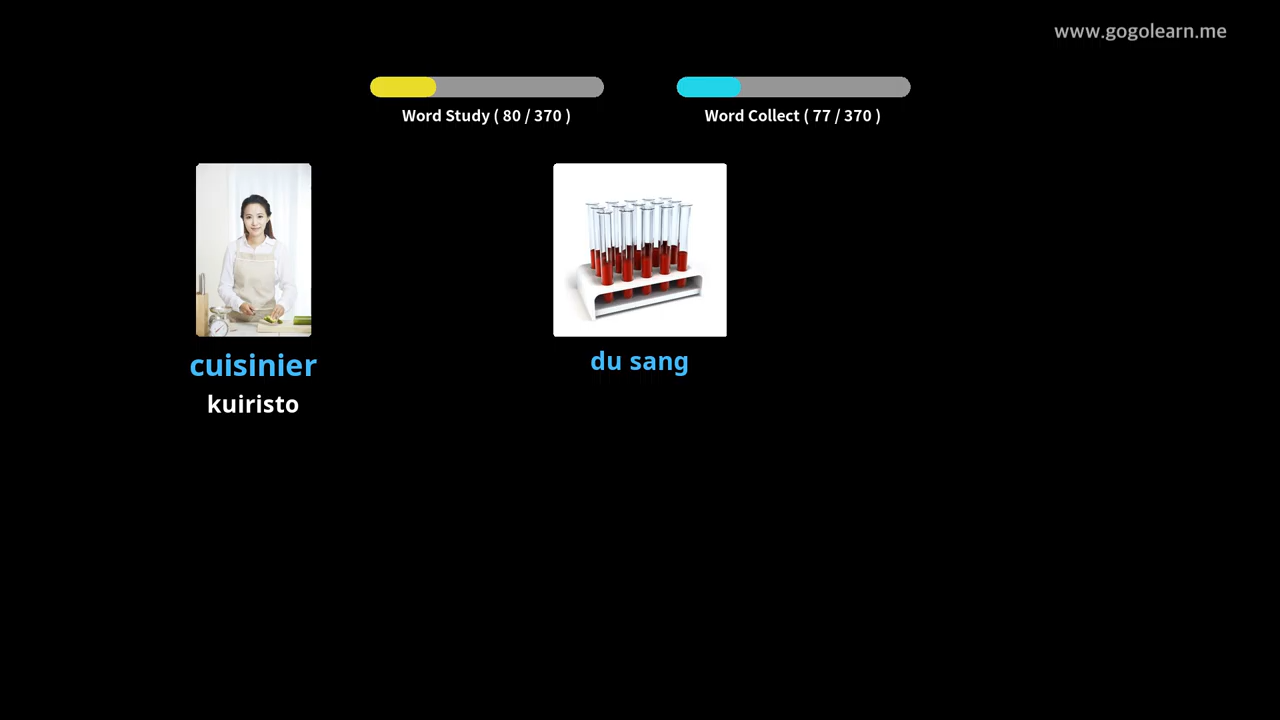 www.gogolearn.me
Word Study ( 80 / 370 )
Word Collect ( 77 / 370 )
cuisinier
kuiristo
du sang